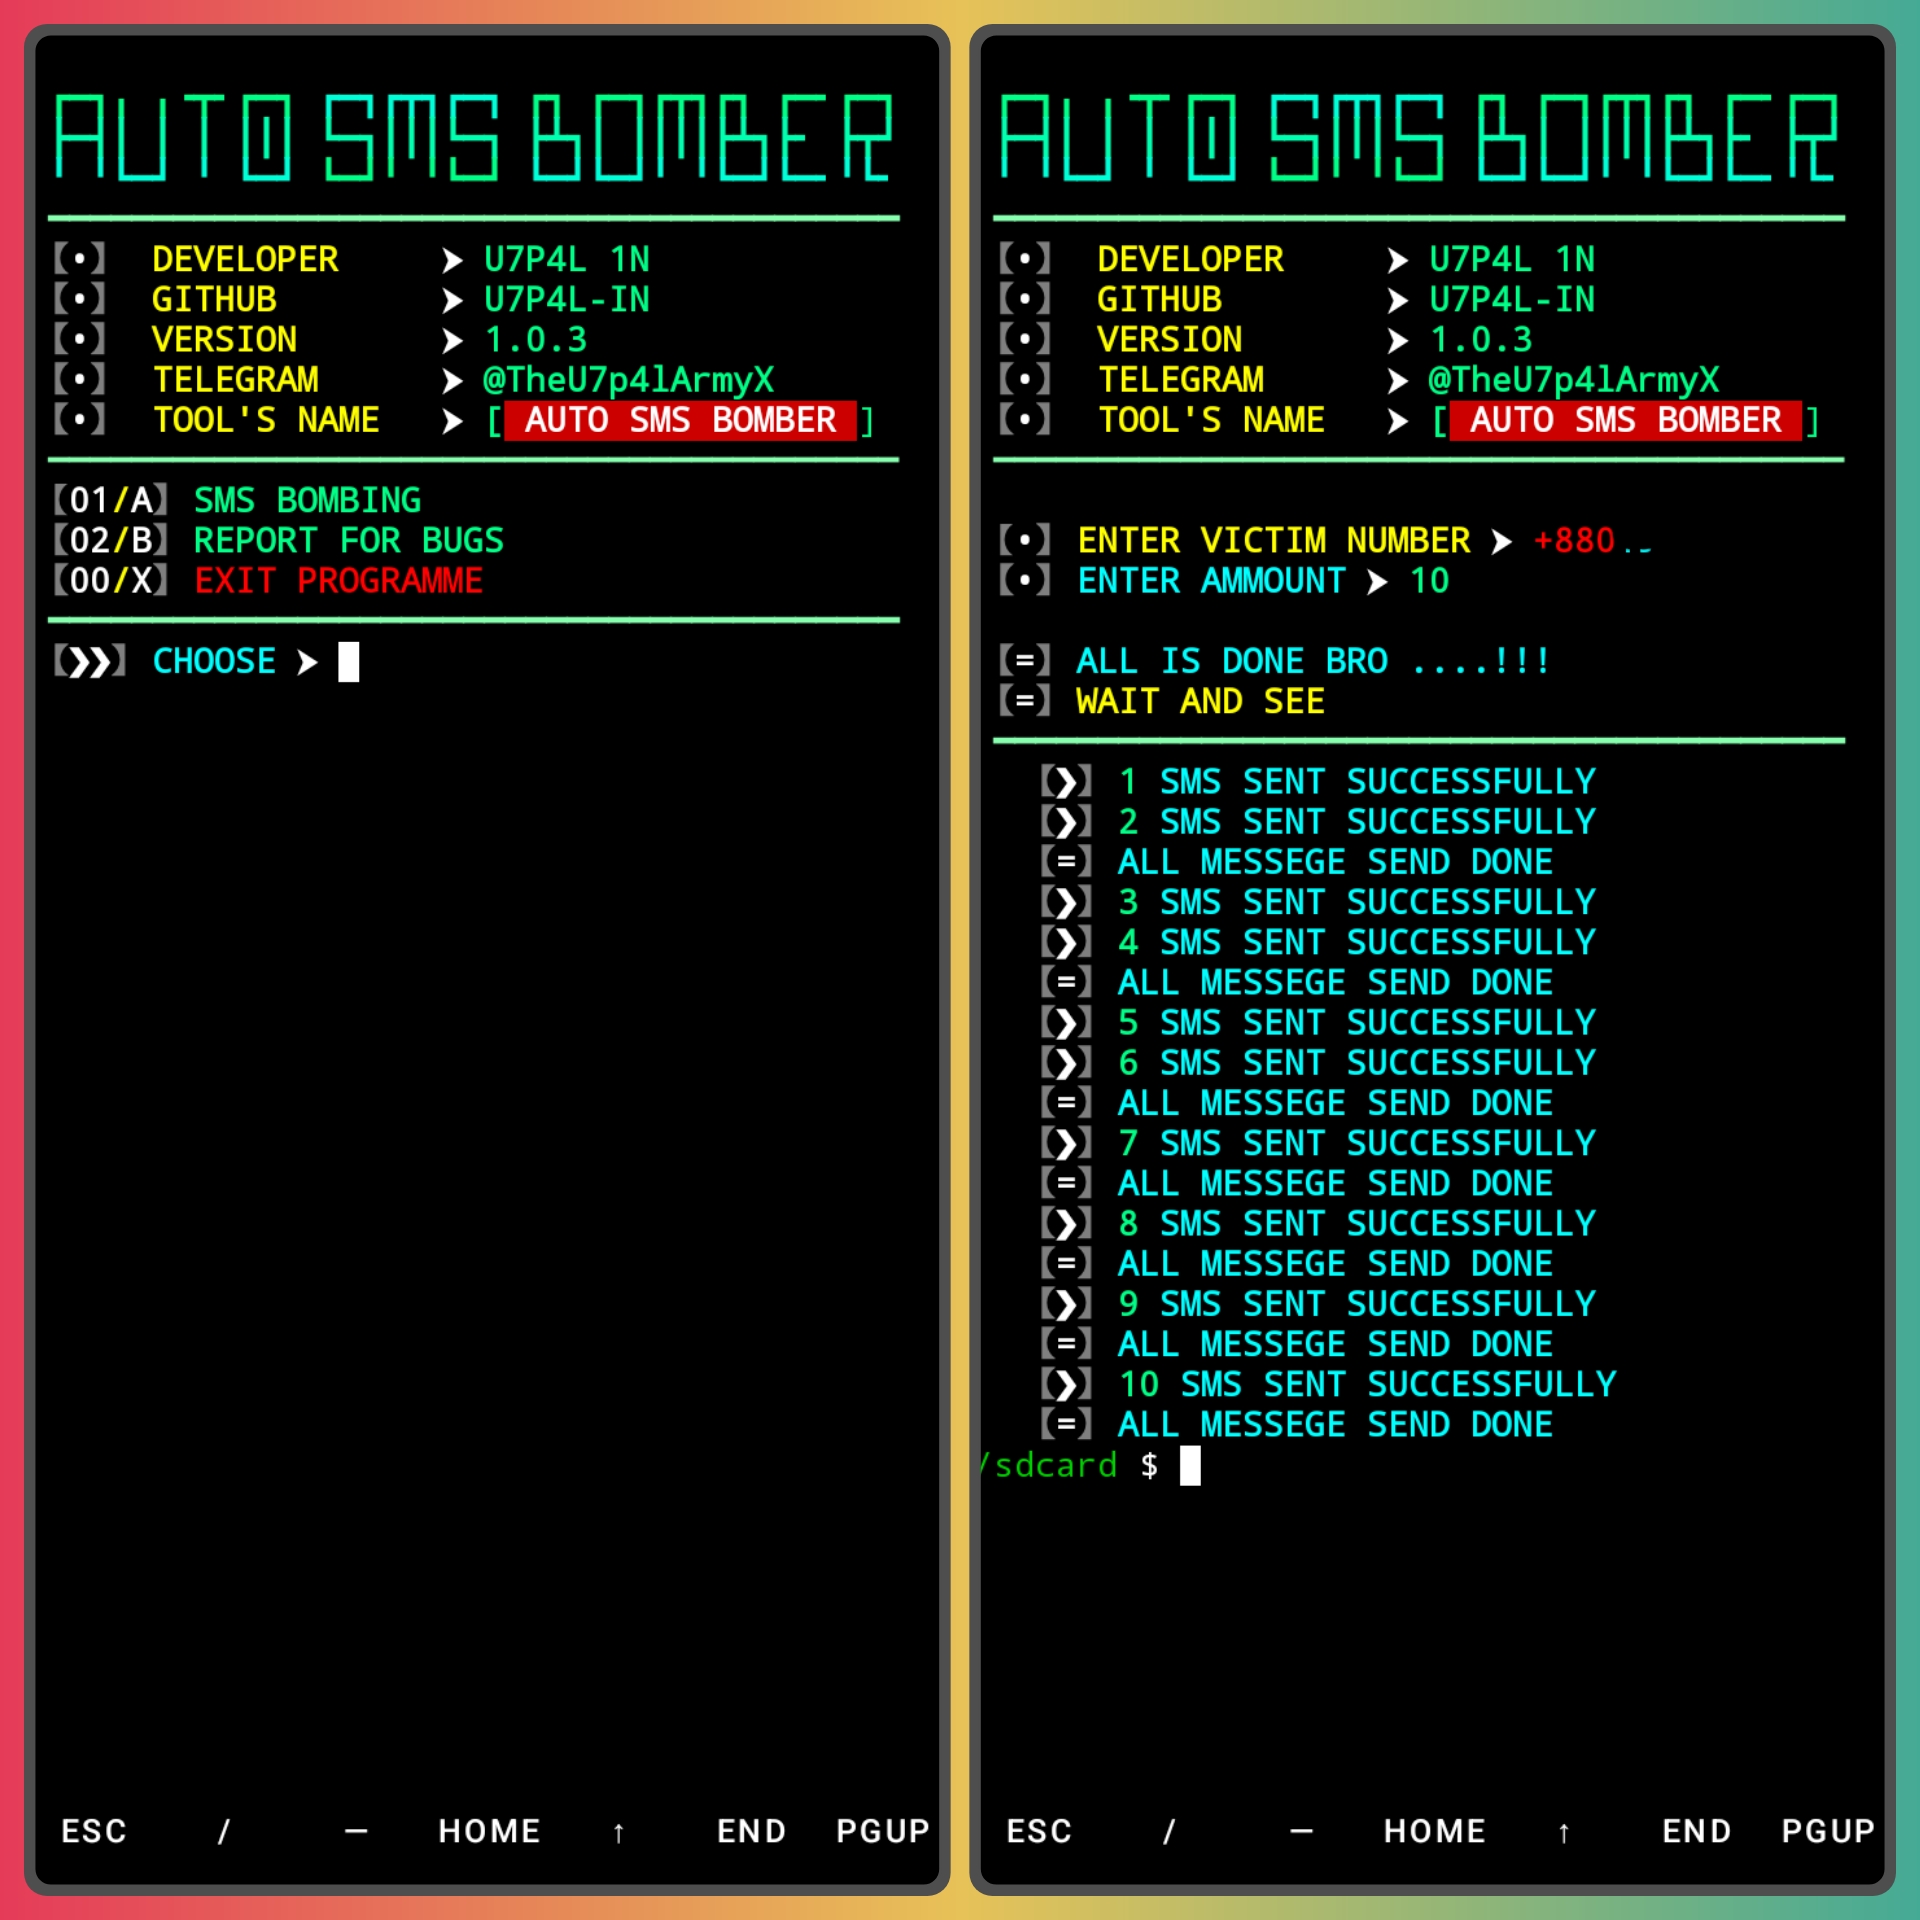 AUTO SMS BOMBER
[•] DEVELOPER ➤ U7P4L 1N
[•] GITHUB ➤ U7P4L-IN
[•] VERSION ➤ 1.0.3
[•] TELEGRAM ➤ @TheU7p4lArmyX
[•] TOOL'S NAME ➤ [ AUTO SMS BOMBER ]
[01/A] SMS BOMBING
[02/B] REPORT FOR BUGS
[00/X] EXIT PROGRAMME
[❯❯] CHOOSE ➤
ESC / — HOME ↑ END PGUP
AUTO SMS BOMBER
[•] DEVELOPER ➤ U7P4L 1N
[•] GITHUB ➤ U7P4L-IN
[•] VERSION ➤ 1.0.3
[•] TELEGRAM ➤ @TheU7p4lArmyX
[•] TOOL'S NAME ➤ [ AUTO SMS BOMBER ]
[•] ENTER VICTIM NUMBER ➤ +880
[•] ENTER AMMOUNT ➤ 10
[=] ALL IS DONE BRO ....!!!
[=] WAIT AND SEE
[❯] 1 SMS SENT SUCCESSFULLY
[❯] 2 SMS SENT SUCCESSFULLY
[=] ALL MESSEGE SEND DONE
[❯] 3 SMS SENT SUCCESSFULLY
[❯] 4 SMS SENT SUCCESSFULLY
[=] ALL MESSEGE SEND DONE
[❯] 5 SMS SENT SUCCESSFULLY
[❯] 6 SMS SENT SUCCESSFULLY
[=] ALL MESSEGE SEND DONE
[❯] 7 SMS SENT SUCCESSFULLY
[=] ALL MESSEGE SEND DONE
[❯] 8 SMS SENT SUCCESSFULLY
[=] ALL MESSEGE SEND DONE
[❯] 9 SMS SENT SUCCESSFULLY
[=] ALL MESSEGE SEND DONE
[❯] 10 SMS SENT SUCCESSFULLY
[=] ALL MESSEGE SEND DONE
/sdcard $
ESC / — HOME ↑ END PGUP